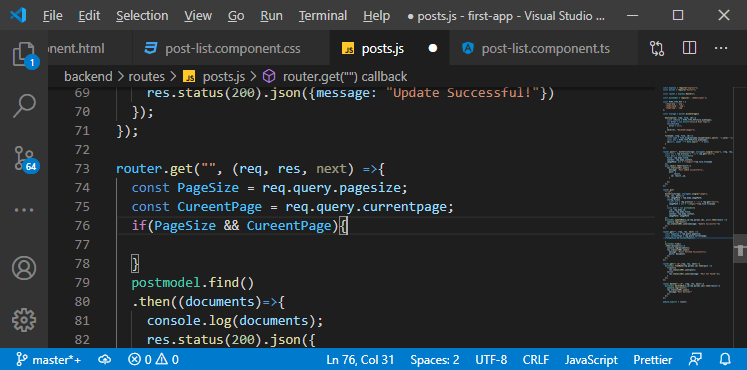 File Edit Selection View Go Run Terminal Help ● posts.js - first-app - Visual Studio ...
onent.html post-list.component.css JS posts.js ● post-list.component.ts ...
backend > routes > JS posts.js > router.get("") callback
69 res.status(200).json({message: "Update Successful!"})
70 });
71 });
72
73 router.get("", (req, res, next) =>{
74 const PageSize = req.query.pagesize;
75 const CureentPage = req.query.currentpage;
76 if(PageSize && CureentPage){
77
78 }
79 postmodel.find()
80 .then((documents)=>{
81 console.log(documents);
82 res.status(200).json({
1
64
master*+ 0 0 Ln 76, Col 31 Spaces: 2 UTF-8 CRLF JavaScript Prettier